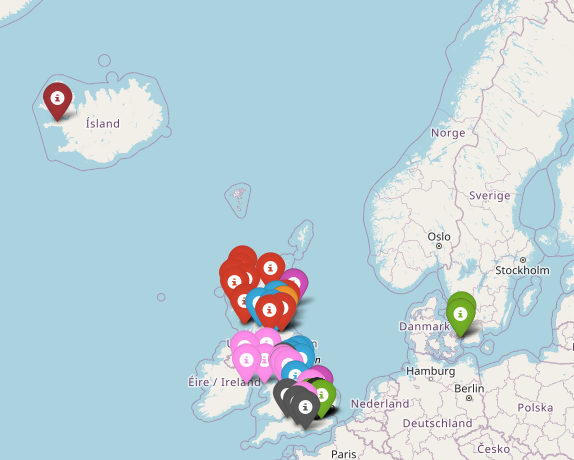 Ísland
Norge
Sverige
Oslo
Stockholm
Danmark
Éire / Ireland
Hamburg
Nederland
Berlin
Polska
Deutschland
Česko
Paris